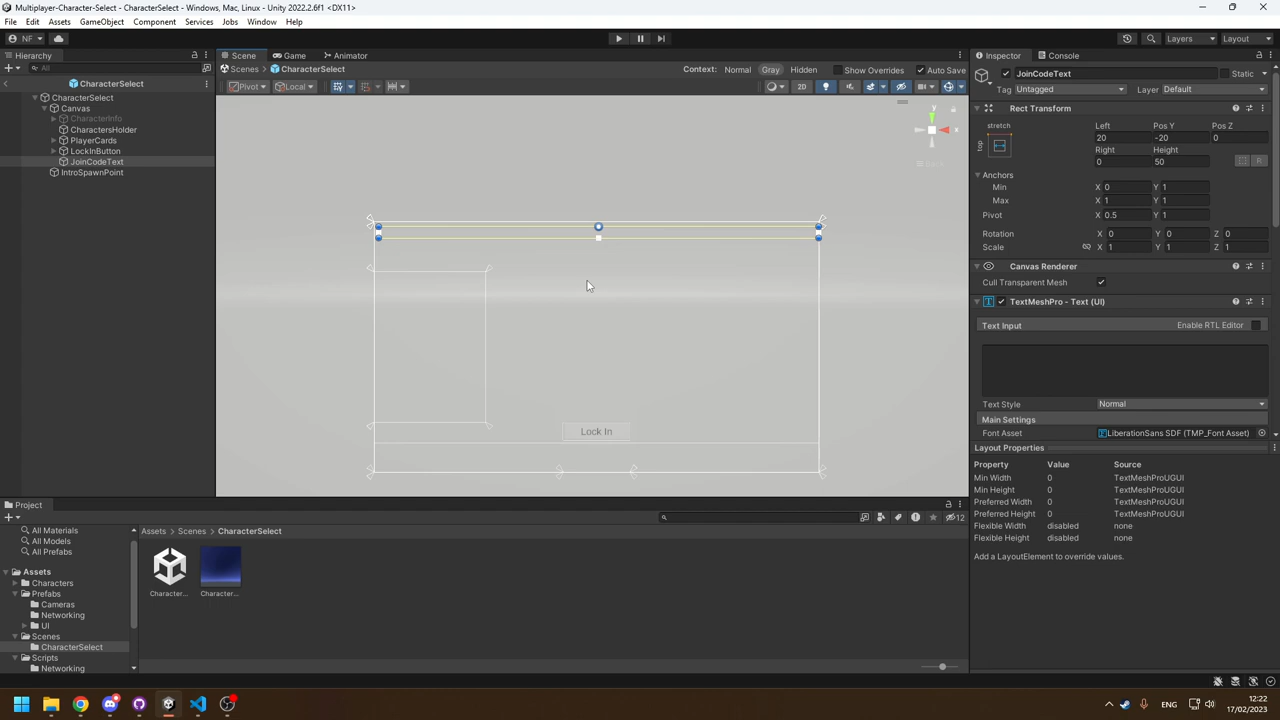 Multiplayer-Character-Select - CharacterSelect - Windows, Mac, Linux - Unity 2022.2.6f1 <DX11>
File Edit Assets GameObject Component Services Jobs Window Help
NF Layers Layout
Hierarchy Scene Game Animator Inspector Console
All Scenes CharacterSelect Context: Normal Gray Hidden Show Overrides Auto Save JoinCodeText Static
CharacterSelect Pivot Local 2D Tag Untagged Layer Default
CharacterSelect
Canvas
CharacterInfo
CharactersHolder
PlayerCards
LockInButton
JoinCodeText
IntroSpawnPoint
y
x
Lock In
Rect Transform
stretch Left Pos Y Pos Z
top 20 -20 0
Right Height
0 50 R
Anchors
Min X 0 Y 1
Max X 1 Y 1
Pivot X 0.5 Y 1
Rotation X 0 Y 0 Z 0
Scale X 1 Y 1 Z 1
Canvas Renderer
Cull Transparent Mesh
TextMeshPro - Text (UI)
Text Input Enable RTL Editor
Text Style Normal
Main Settings
Font Asset LiberationSans SDF (TMP_Font Asset)
Layout Properties
Property Value Source
Min Width 0 TextMeshProUGUI
Min Height 0 TextMeshProUGUI
Preferred Width 0 TextMeshProUGUI
Preferred Height 0 TextMeshProUGUI
Flexible Width disabled none
Flexible Height disabled none
Add a LayoutElement to override values.
Project
12
All Materials
All Models
All Prefabs
Assets
Characters
Prefabs
Cameras
Networking
UI
Scenes
CharacterSelect
Scripts
Networking
Assets Scenes CharacterSelect
Character... Character...
ENG 12:22
17/02/2023